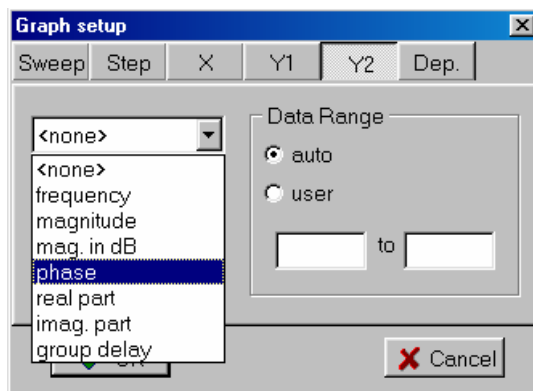 Graph setup
Sweep Step X Y1 Y2 Dep.
<none>
<none>
frequency
magnitude
mag. in dB
phase
real part
imag. part
group delay
Data Range
auto
user
to
Cancel